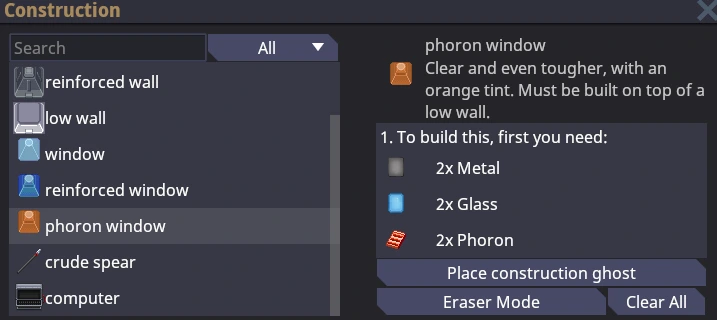 Construction
Search
All
reinforced wall
low wall
window
reinforced window
phoron window
crude spear
computer
phoron window
Clear and even tougher, with an
orange tint. Must be built on top of a
low wall.
1. To build this, first you need:
2x Metal
2x Glass
2x Phoron
Place construction ghost
Eraser Mode
Clear All